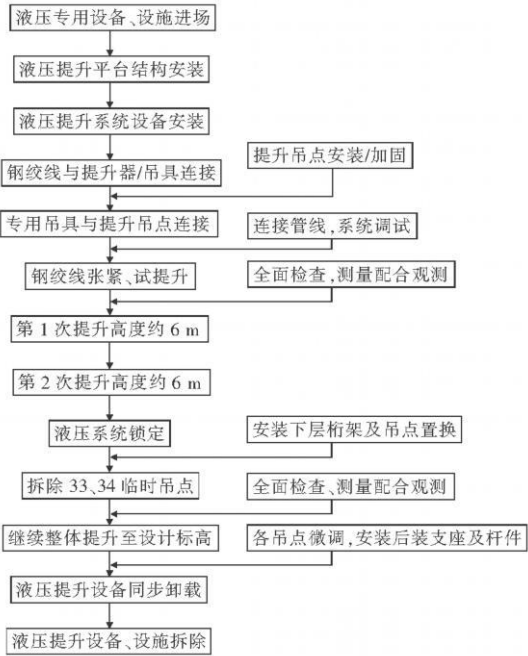 液压专用设备、设施进场
液压提升平台结构安装
液压提升系统设备安装
提升吊点安装/加固
钢绞线与提升器/吊具连接
专用吊具与提升吊点连接
连接管线,系统调试
钢绞线张紧、试提升
全面检查,测量配合观测
第 1 次提升高度约 6 m
第 2 次提升高度约 6 m
液压系统锁定
安装下层桁架及吊点置换
拆除 33、34 临时吊点
全面检查、测量配合观测
继续整体提升至设计标高
各吊点微调,安装后装支座及杆件
液压提升设备同步卸载
液压提升设备、设施拆除